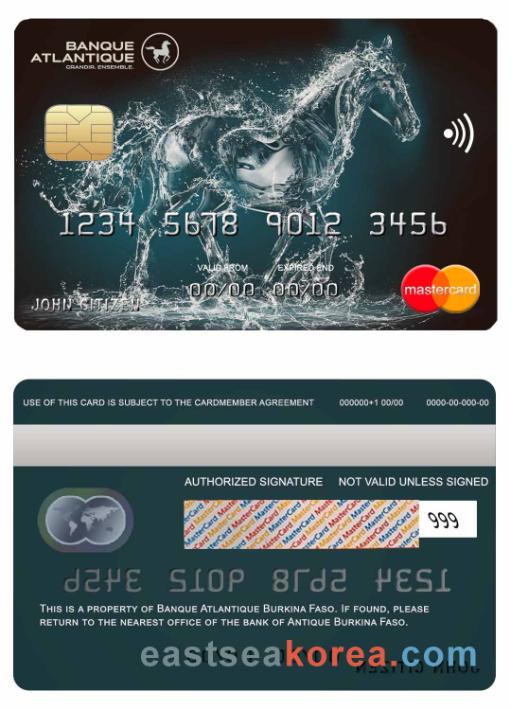 BANQUE
ATLANTIQUE
GRANDIR. ENSEMBLE.
1234 5678 9012 3456
VALID FROM EXPIRED END
00/00 00/00
JOHN CITIZEN
mastercard
USE OF THIS CARD IS SUBJECT TO THE CARDMEMBER AGREEMENT 000000+1 00/00 0000-00-000-00
AUTHORIZED SIGNATURE NOT VALID UNLESS SIGNED
MasterCard MasterCard MasterCard
999
THIS IS A PROPERTY OF BANQUE ATLANTIQUE BURKINA FASO. IF FOUND, PLEASE
RETURN TO THE NEAREST OFFICE OF THE BANK OF ANTIQUE BURKINA FASO.
eastseakorea.com